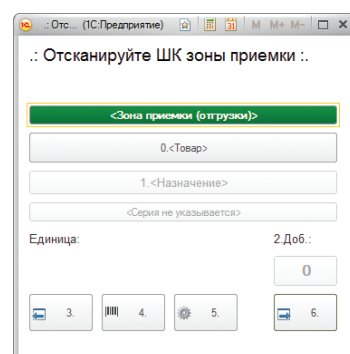 .: Отс... (1С:Предприятие) 31 M M+ M-
.: Отсканируйте ШК зоны приемки :.
<Зона приемки (отгрузки)>
0.<Товар>
1.<Назначение>
<Серия не указывается>
Единица: 2.Доб.:
0
3. 4. 5. 6.